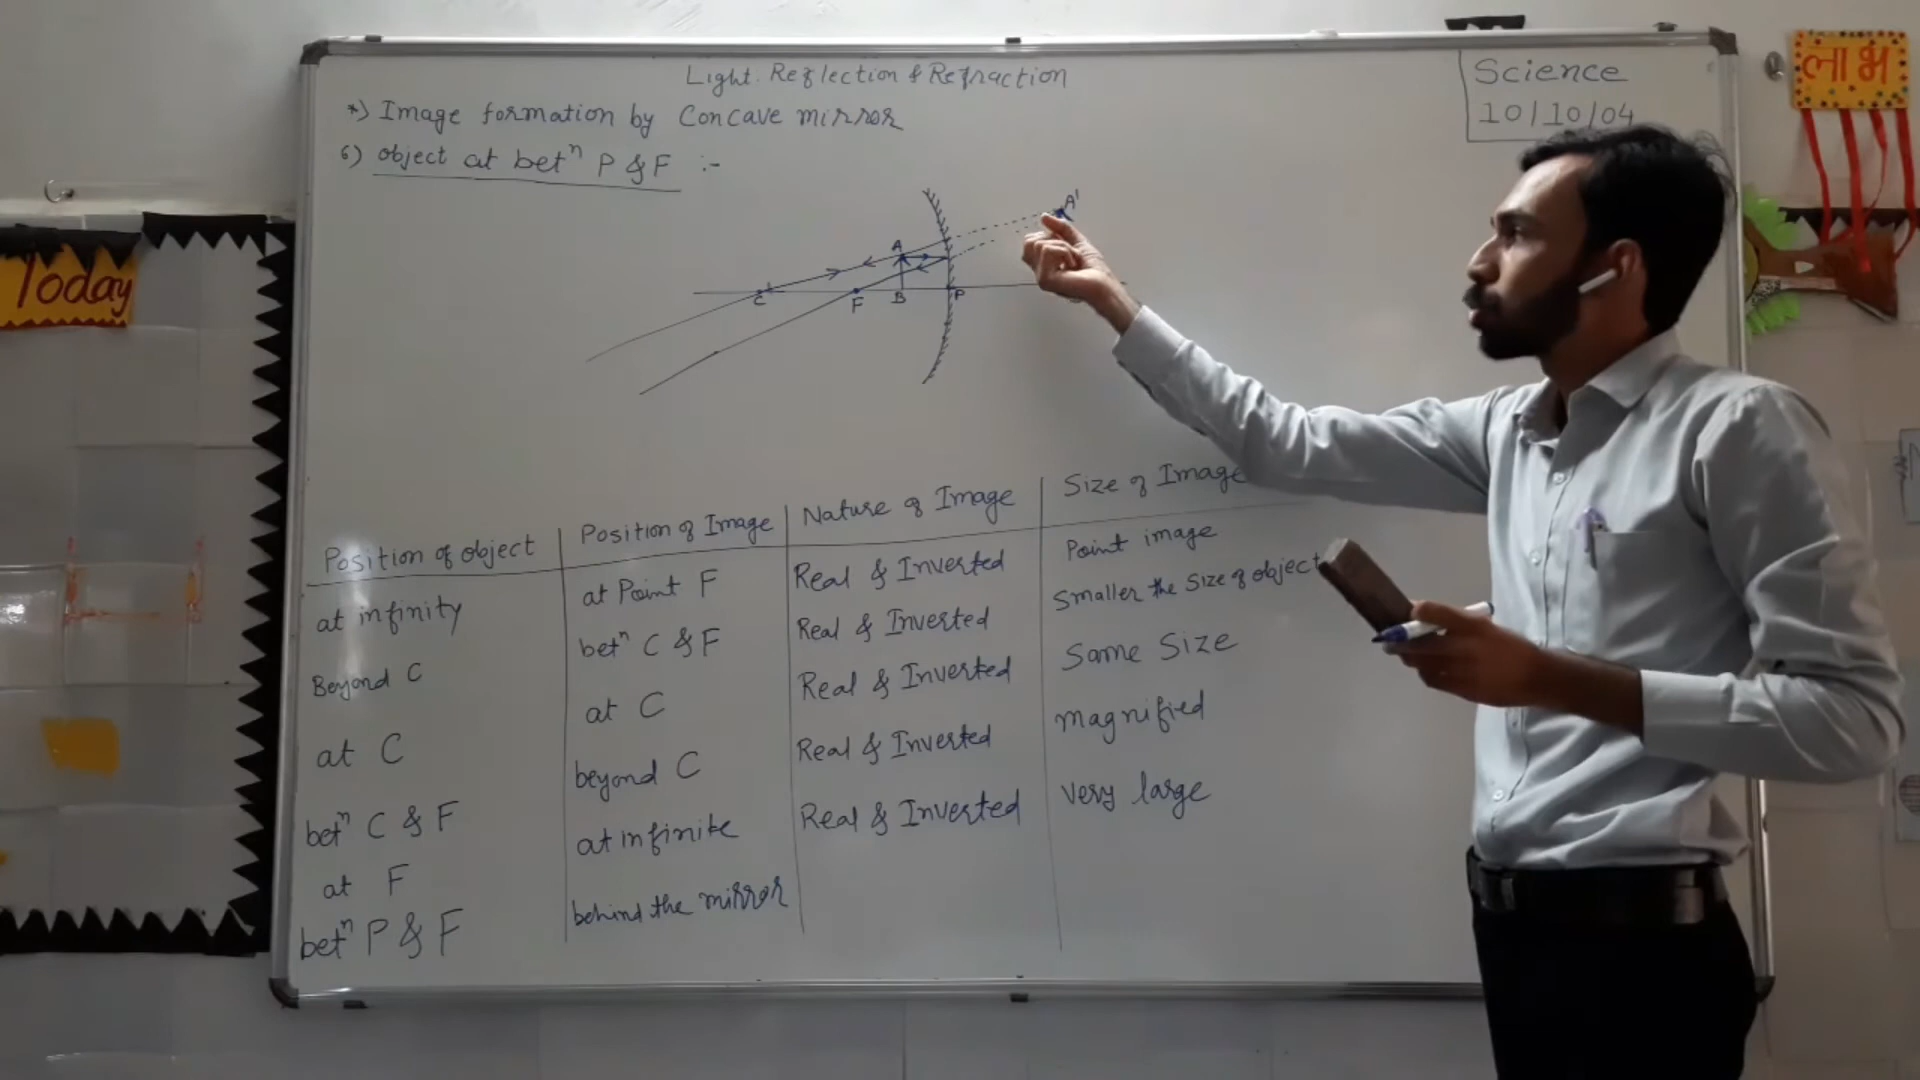 Light: Reflection & Refraction
Science
10/10/04
लाभ
*) Image formation by Concave mirror
6) object at betⁿ P & F :-
A'
A
C F B P
Today
Position of object Position of Image Nature of Image Size of Image
at infinity at Point F Real & Inverted Point image
Beyond C betⁿ C & F Real & Inverted Smaller the Size of object
at C at C Real & Inverted Same Size
betⁿ C & F beyond C Real & Inverted magnified
at F at infinite Real & Inverted very large
betⁿ P & F behind the mirror